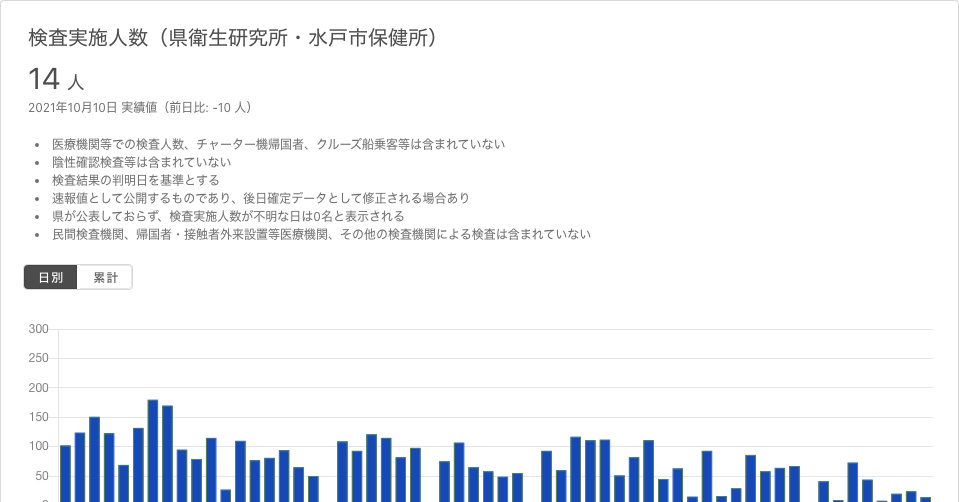 検査実施人数（県衛生研究所・水戸市保健所）
14 人
2021年10月10日 実績値（前日比: -10 人）
• 医療機関等での検査人数、チャーター機帰国者、クルーズ船乗客等は含まれていない
• 陰性確認検査等は含まれていない
• 検査結果の判明日を基準とする
• 速報値として公開するものであり、後日確定データとして修正される場合あり
• 県が公表しておらず、検査実施人数が不明な日は0名と表示される
• 民間検査機関、帰国者・接触者外来設置等医療機関、その他の検査機関による検査は含まれていない
日別 累計
300
250
200
150
100
50